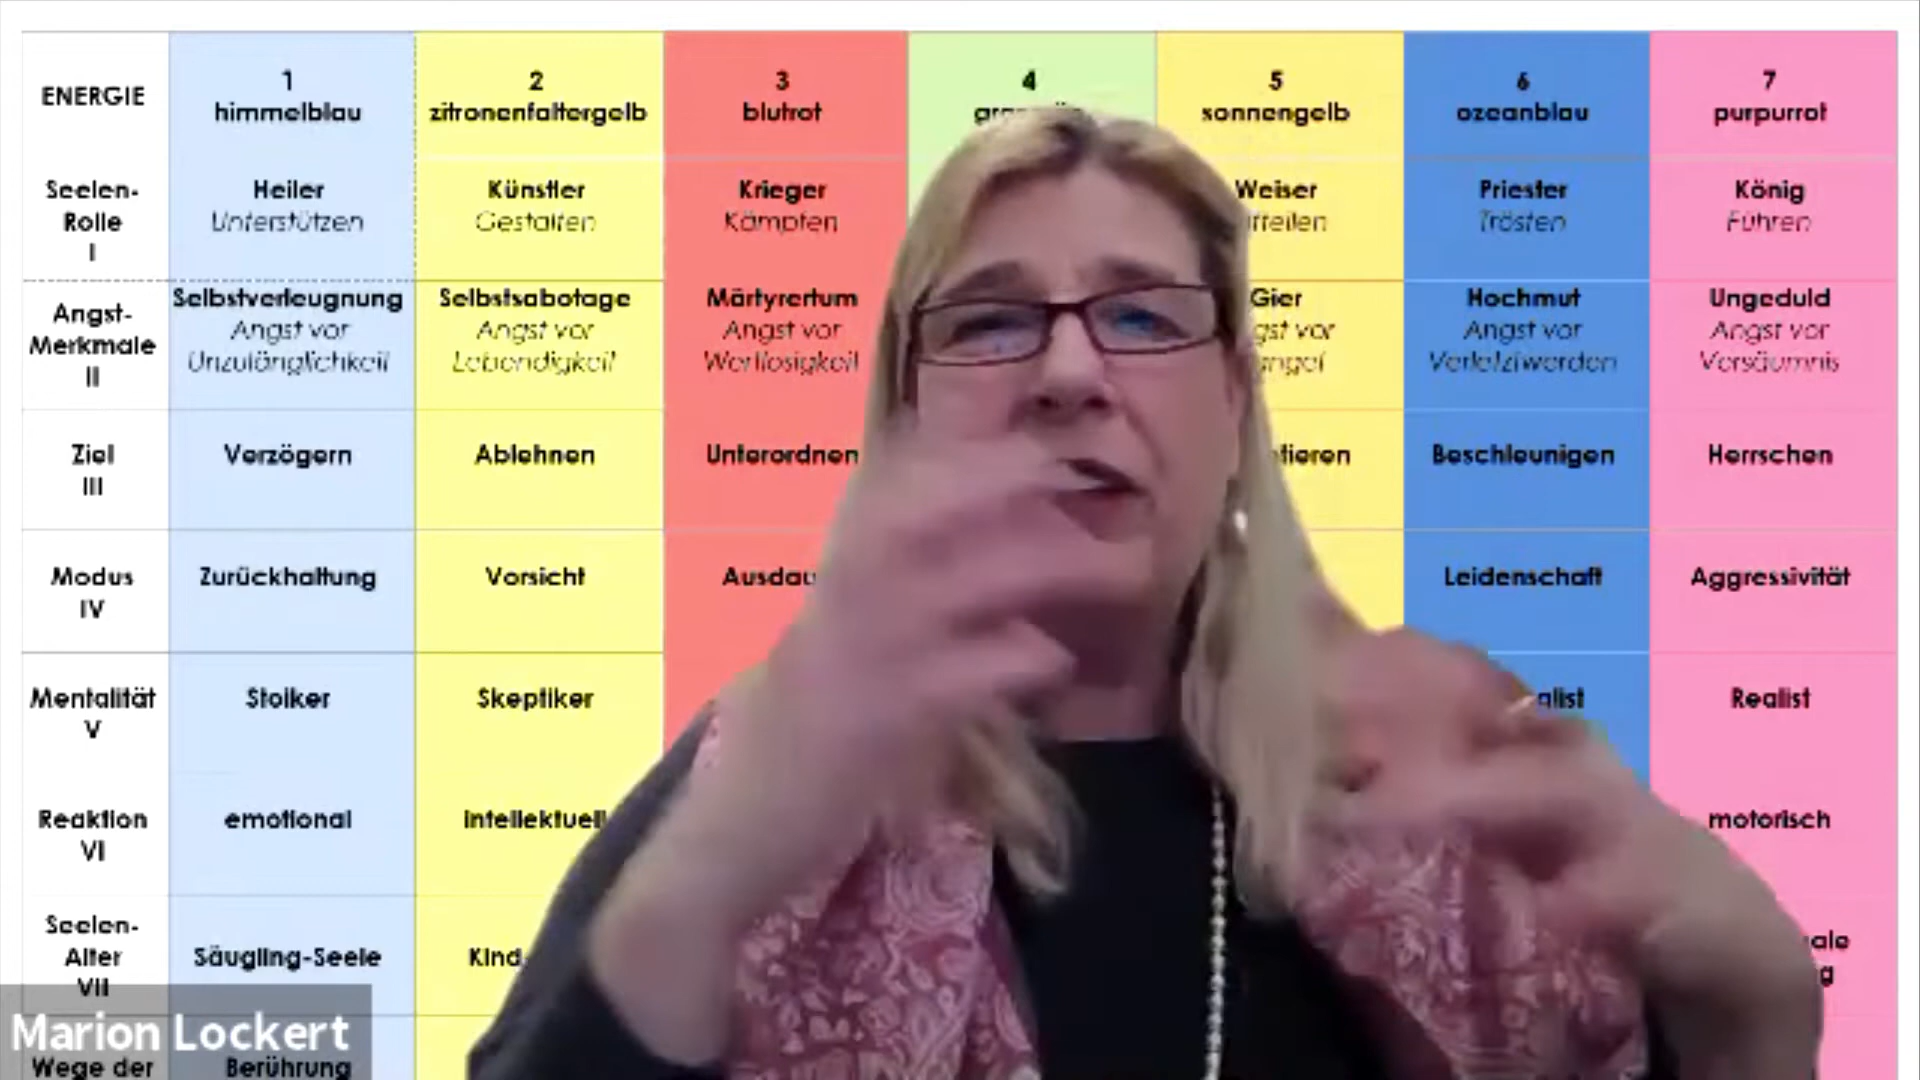 ENERGIE
1
himmelblau
2
zitronenfaltergelb
3
blutrot
4
5
sonnengelb
6
ozeanblau
7
purpurrot
Seelen-
Rolle
I
Heiler
Unterstützen
Künstler
Gestalten
Krieger
Kämpfen
Weiser
Priester
Trösten
König
Führen
Angst-
Merkmale
II
Selbstverleugnung
Angst vor
Unzulänglichkeit
Selbstsabotage
Angst vor
Lebendigkeit
Märtyrertum
Angst vor
Wertlosigkeit
Gier
vor
Hochmut
Angst vor
Verletztwerden
Ungeduld
Angst vor
Versäumnis
Ziel
III
Verzögern
Ablehnen
Unterordnen
Beschleunigen
Herrschen
Modus
IV
Zurückhaltung
Vorsicht
Leidenschaft
Aggressivität
Mentalität
V
Stoiker
Skeptiker
Realist
Reaktion
VI
emotional
intellektuell
motorisch
Seelen-
Alter
VII
Säugling-Seele
Kind
Marion Lockert
Wege der
Berührung